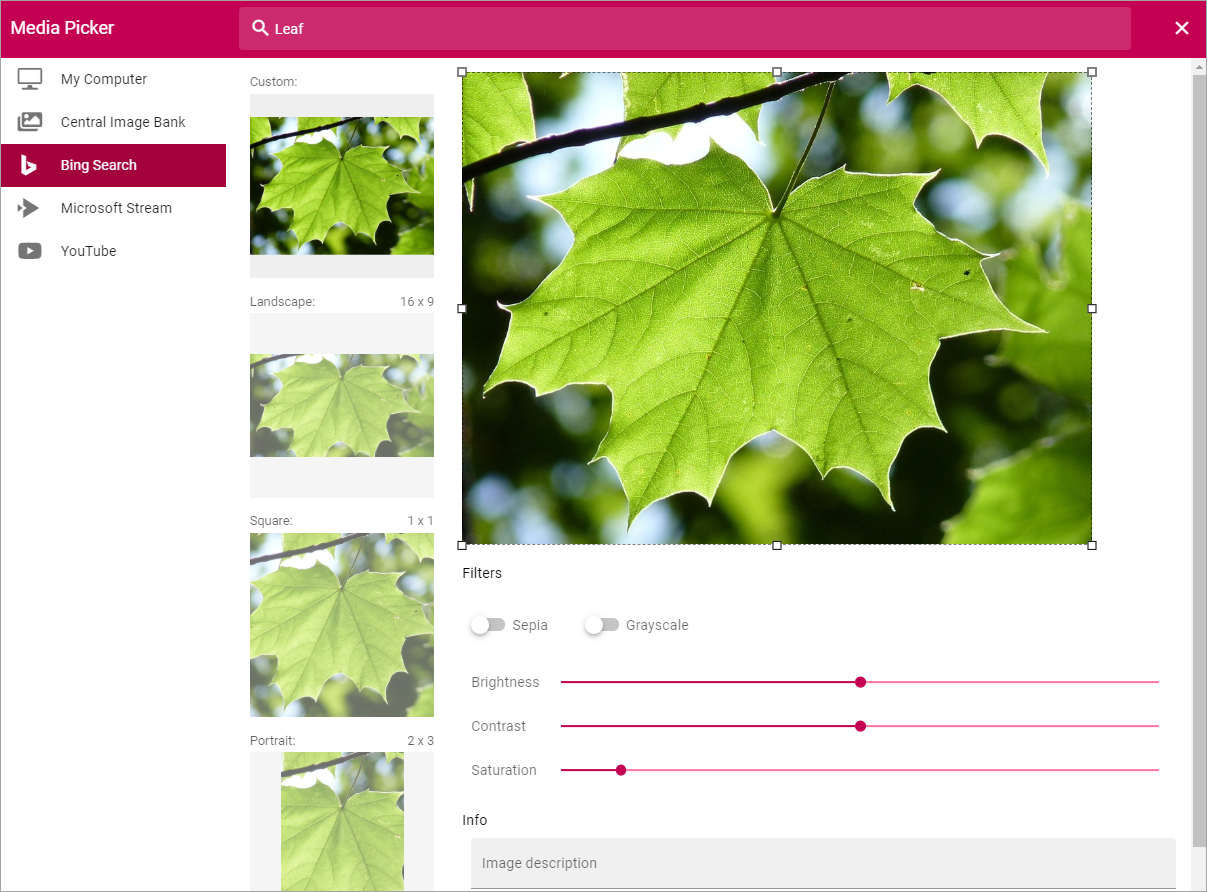 Media Picker
Leaf
My Computer
Central Image Bank
Bing Search
Microsoft Stream
YouTube
Custom:
Landscape: 16 x 9
Square: 1 x 1
Portrait: 2 x 3
Filters
Sepia Grayscale
Brightness
Contrast
Saturation
Info
Image description